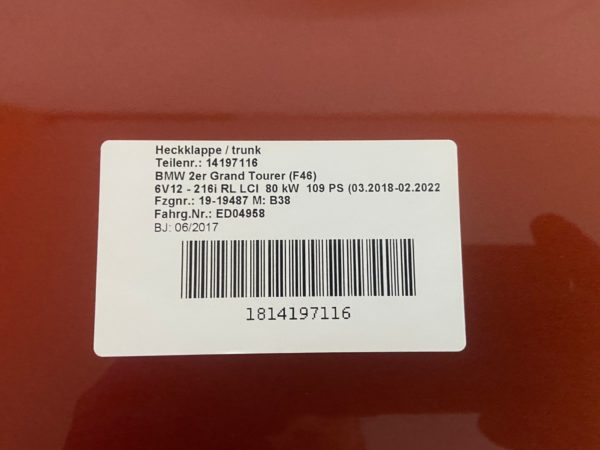 Heckklappe / trunk
Teilenr.: 14197116
BMW 2er Grand Tourer (F46)
6V12 - 216i RL LCI 80 kW 109 PS (03.2018-02.2022
Fzgnr.: 19-19487 M: B38
Fahrg.Nr.: ED04958
BJ: 06/2017
1814197116